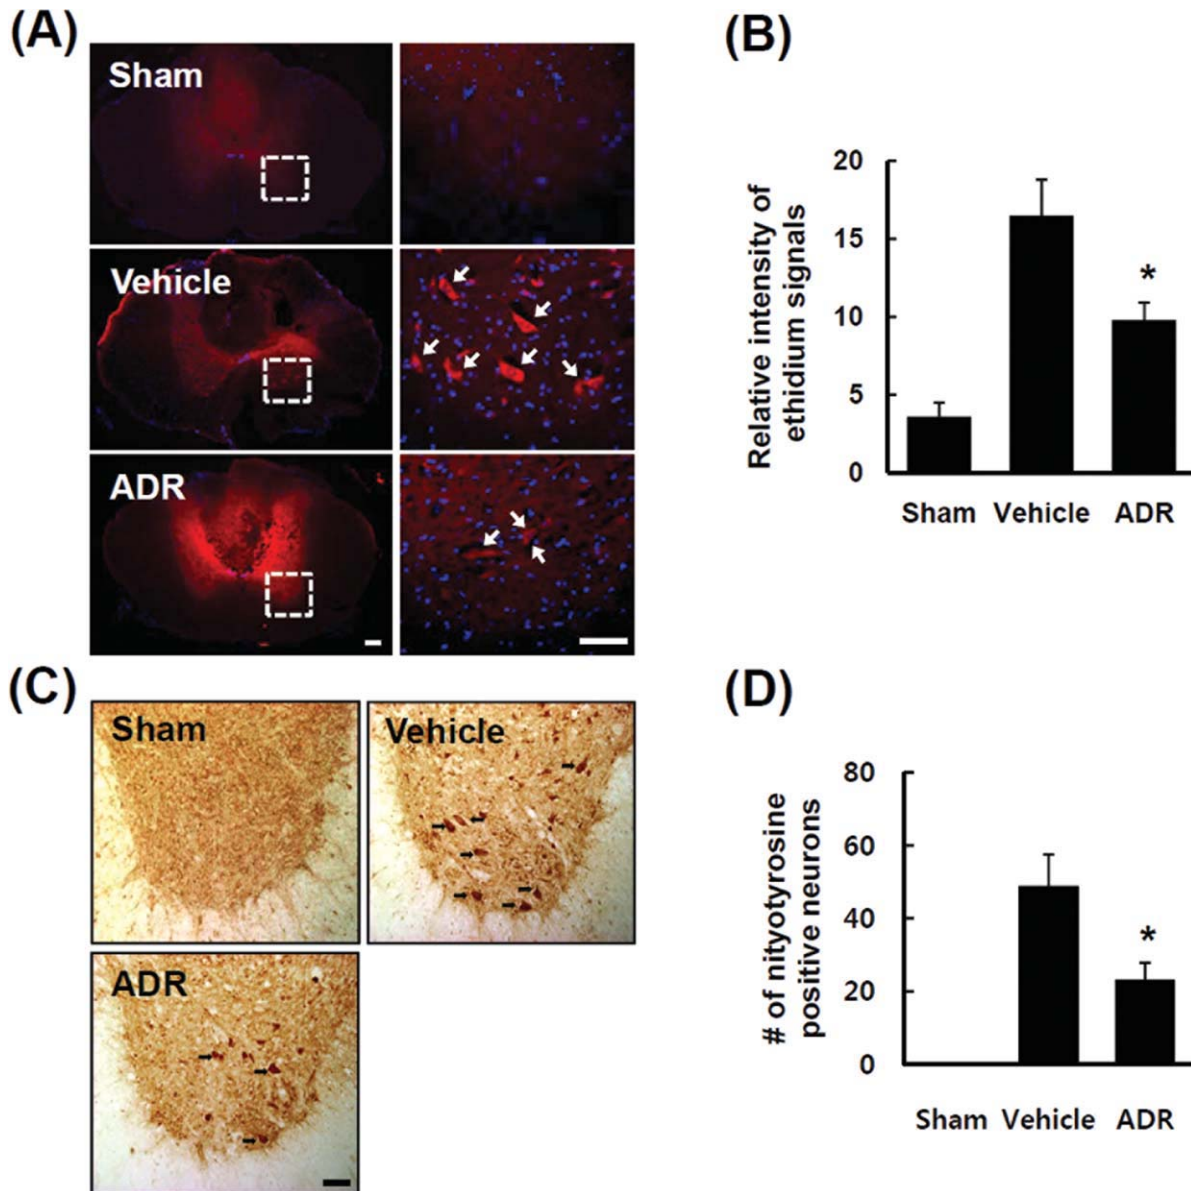 (A)
Sham
Vehicle
ADR
(B)
Relative intensity of
ethidium signals
20
15
10
5
0
*
Sham Vehicle ADR
(C)
Sham
Vehicle
ADR
(D)
# of nityotyrosine
positive neurons
80
60
40
20
0
*
Sham Vehicle ADR